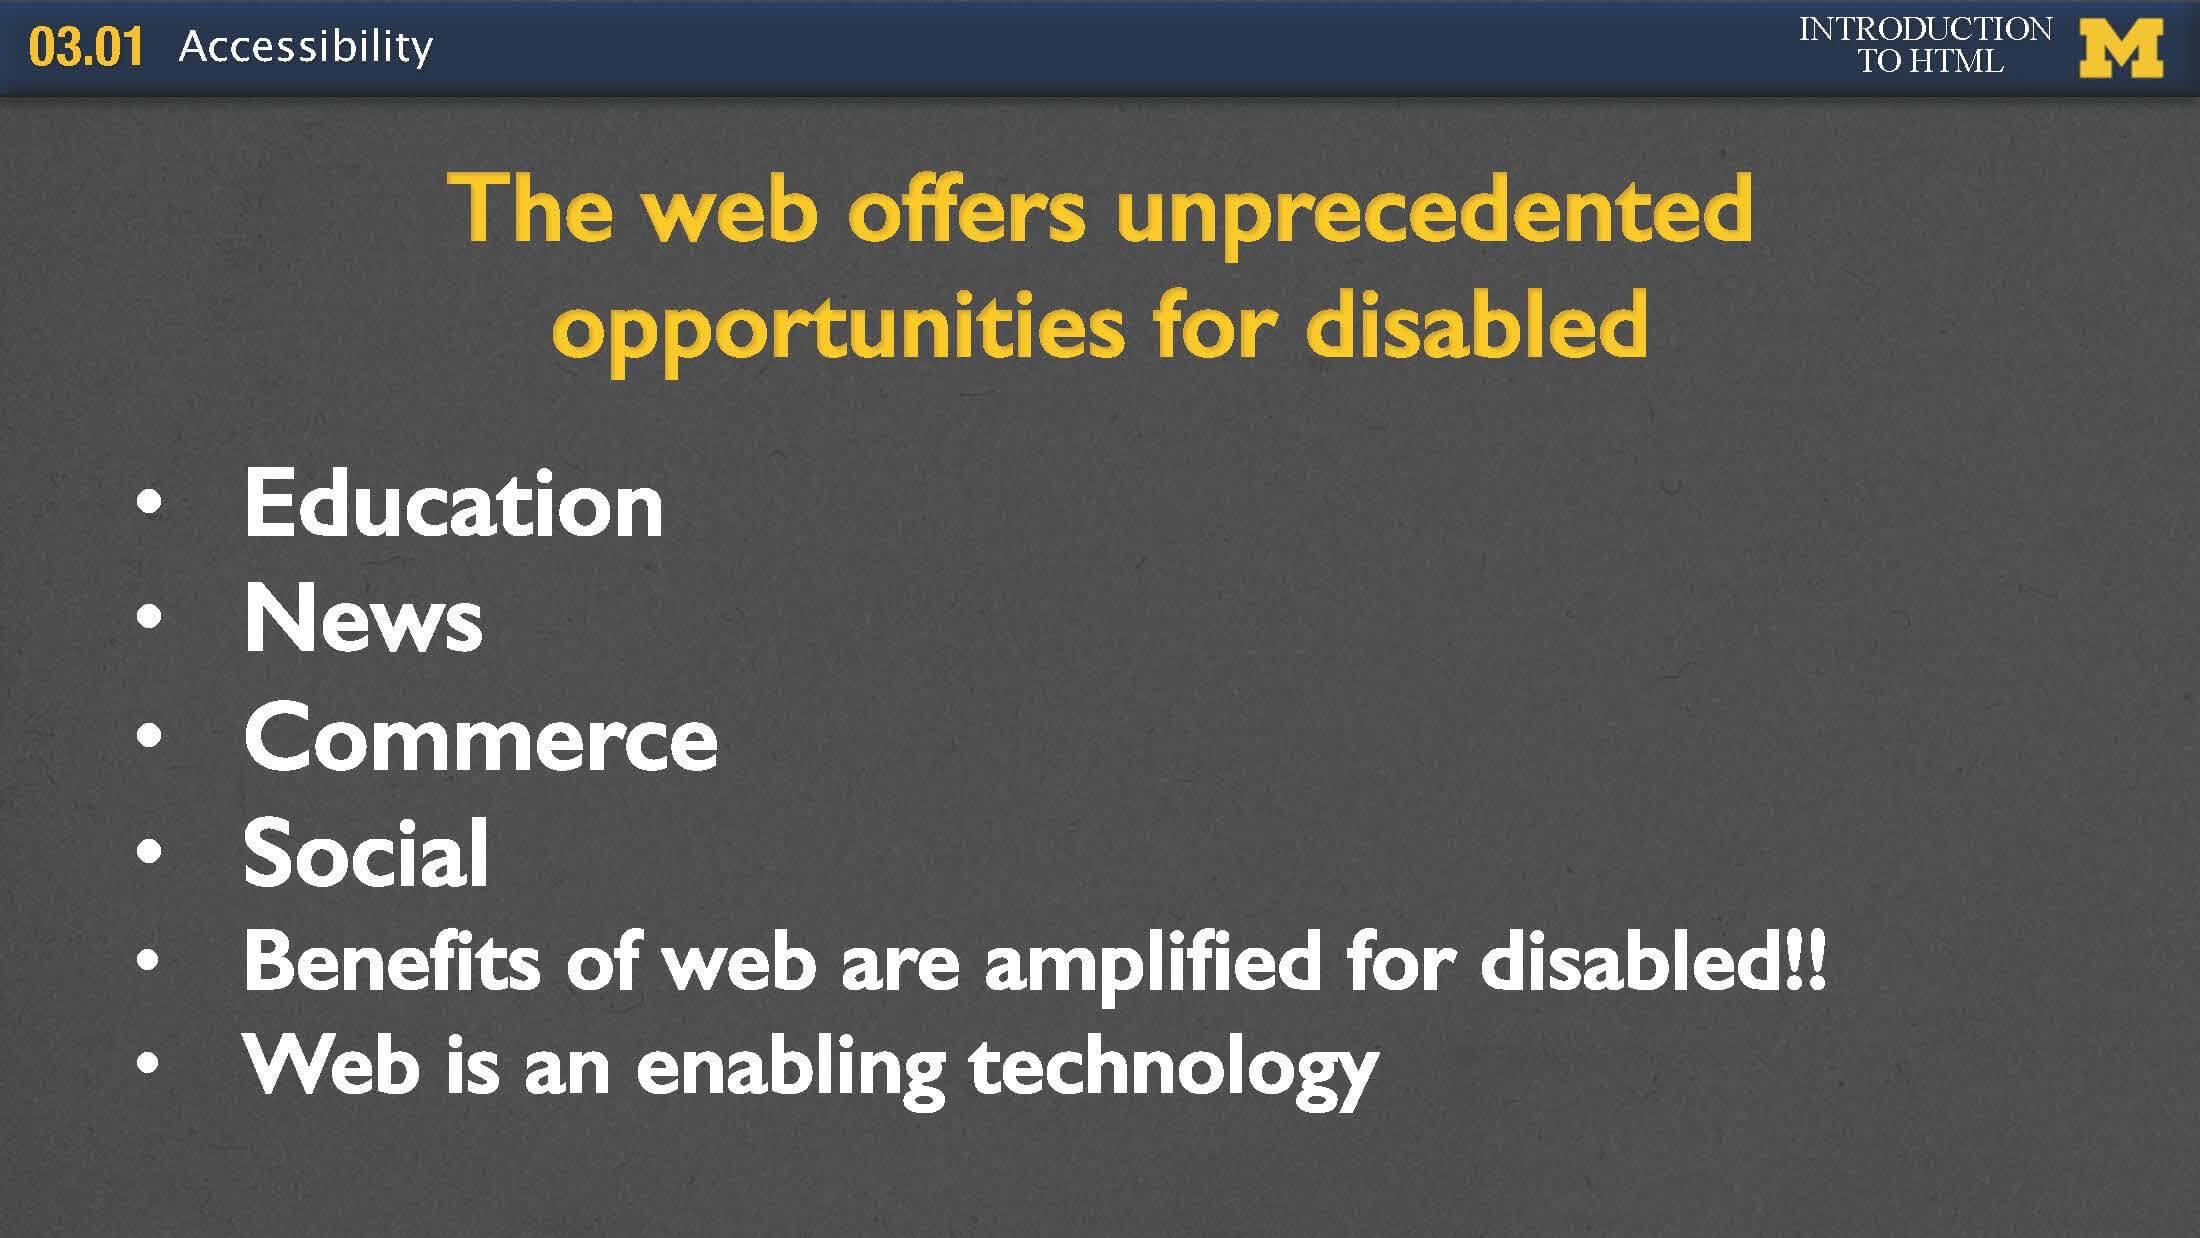 03.01 Accessibility
INTRODUCTION
TO HTML
M
The web offers unprecedented
opportunities for disabled
• Education
• News
• Commerce
• Social
• Benefits of web are amplified for disabled!!
• Web is an enabling technology